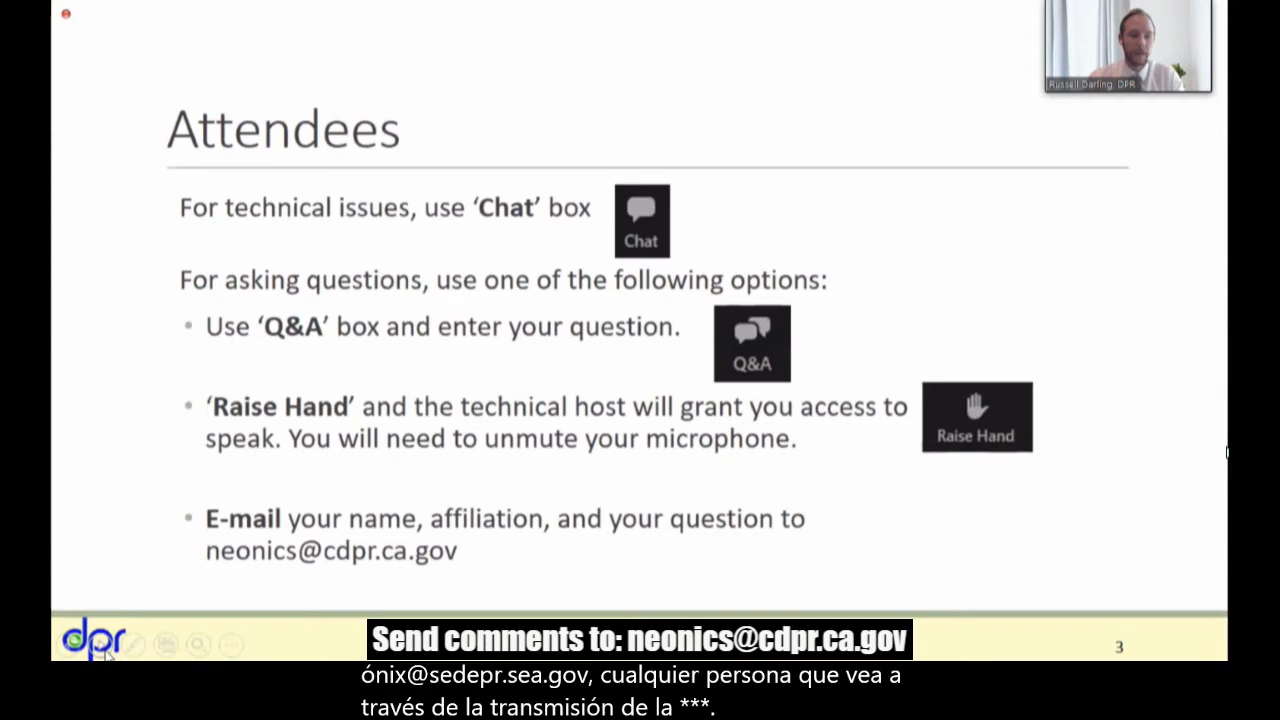 Russell Darling, DPR
Attendees
For technical issues, use ‘Chat’ box
Chat
For asking questions, use one of the following options:
• Use ‘Q&A’ box and enter your question.
Q&A
• ‘Raise Hand’ and the technical host will grant you access to
speak. You will need to unmute your microphone.
Raise Hand
• E-mail your name, affiliation, and your question to
neonics@cdpr.ca.gov
dpr
Send comments to: neonics@cdpr.ca.gov
3
ónix@sedepr.sea.gov, cualquier persona que vea a
través de la transmisión de la ***.